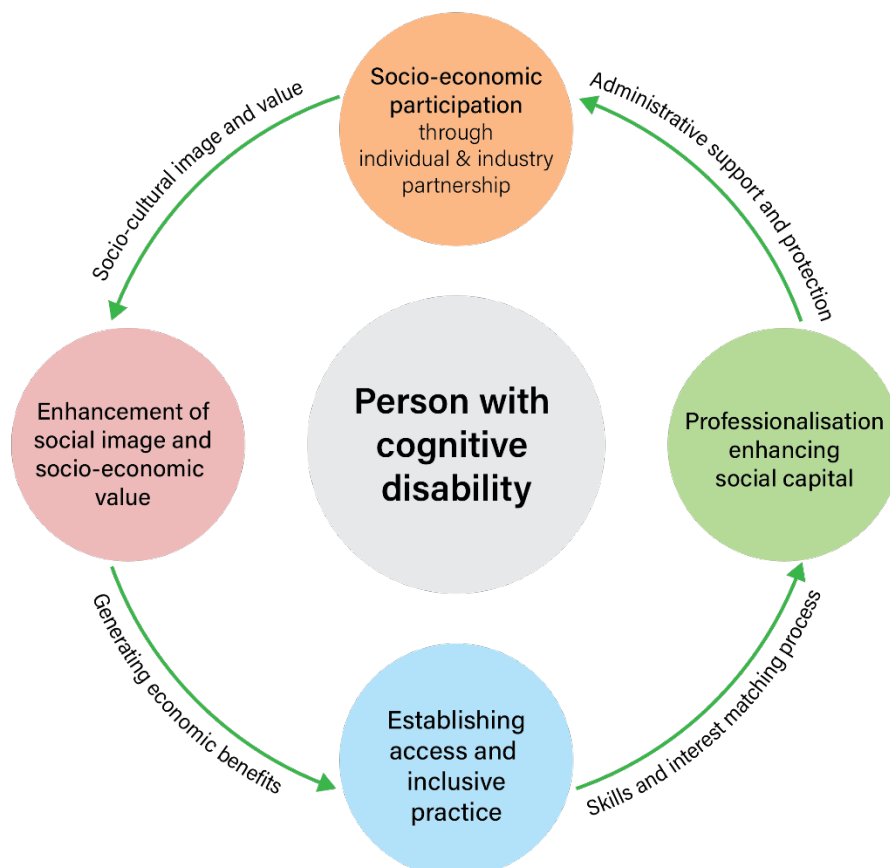 Socio-economic
participation
through
individual & industry
partnership
Socio-cultural image and value
Administrative support and protection
Enhancement of
social image and
socio-economic
value
Person with
cognitive
disability
Professionalisation
enhancing
social capital
Generating economic benefits
Establishing
access and
inclusive
practice
Skills and interest matching process